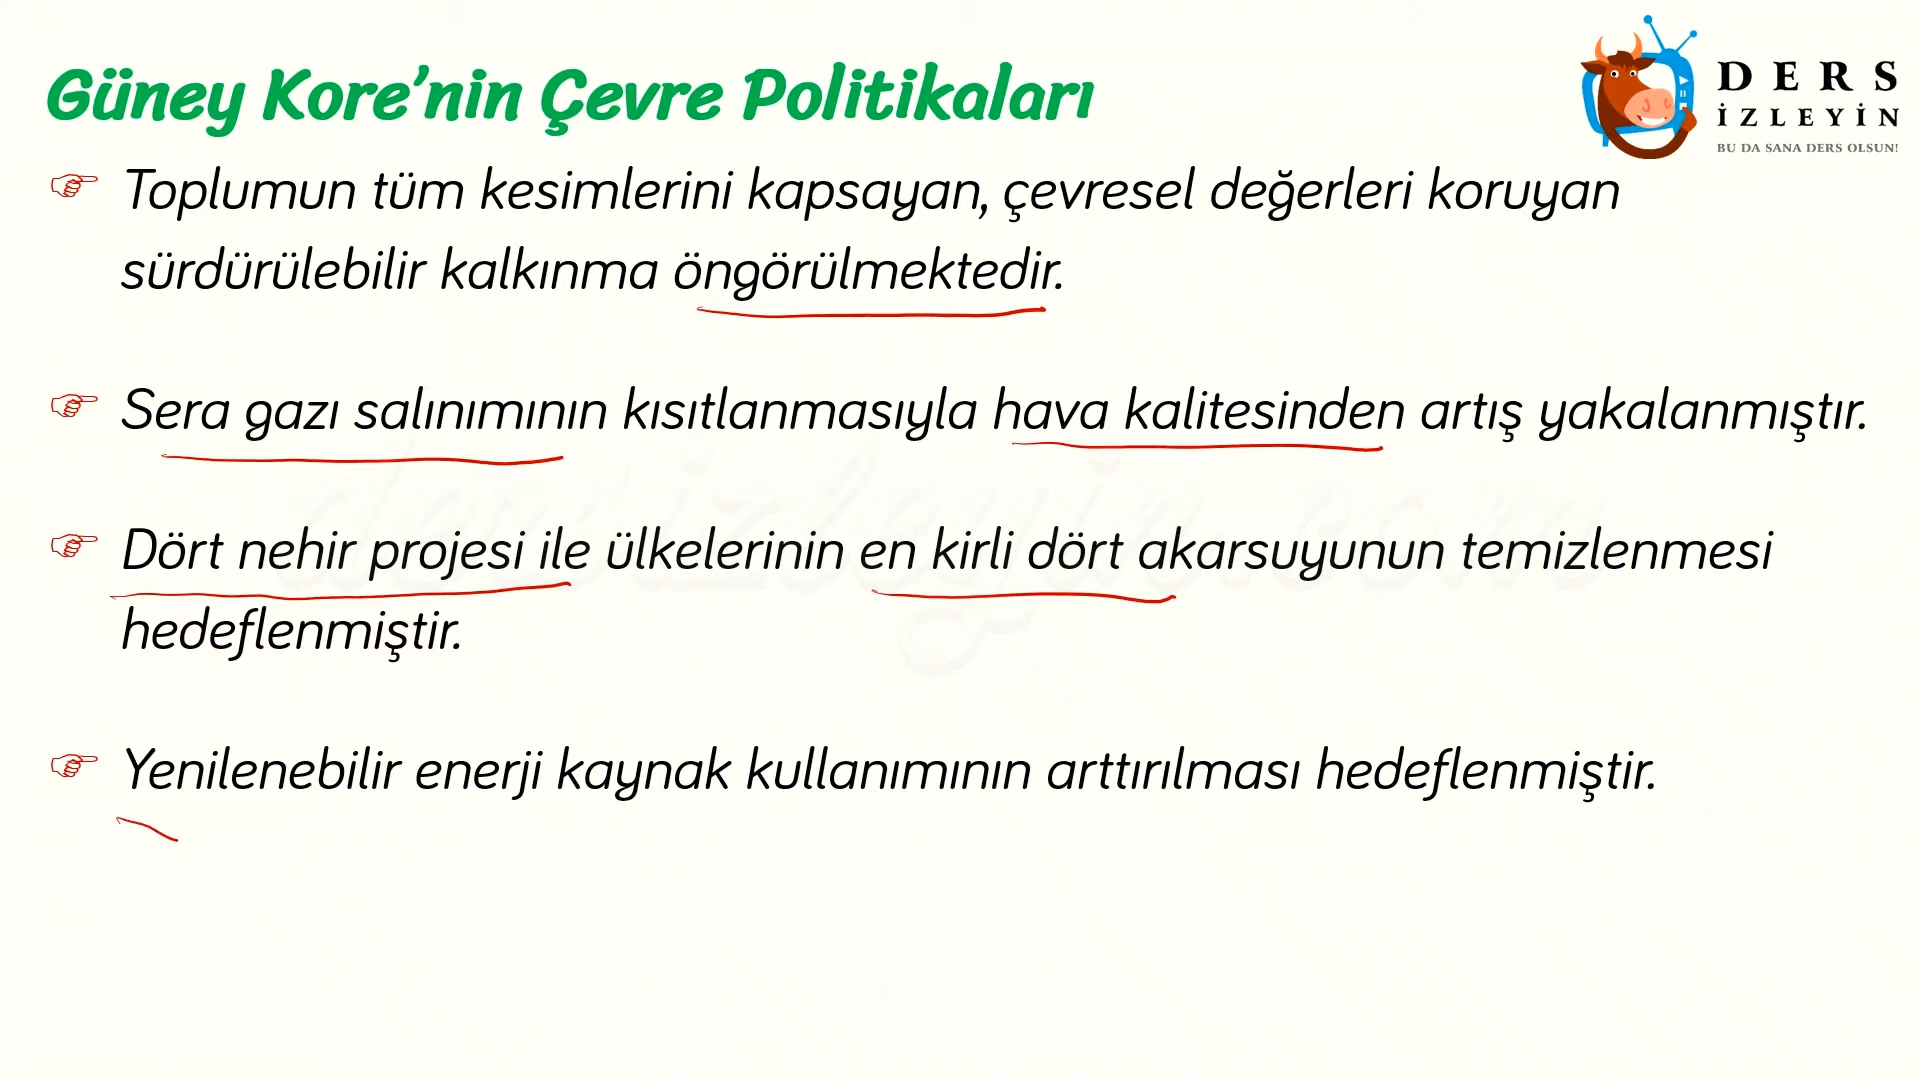 Güney Kore’nin Çevre Politikaları
DERS
İZLEYİN
BU DA SANA DERS OLSUN!
Toplumun tüm kesimlerini kapsayan, çevresel değerleri koruyan
sürdürülebilir kalkınma öngörülmektedir.
Sera gazı salınımının kısıtlanmasıyla hava kalitesinden artış yakalanmıştır.
Dört nehir projesi ile ülkelerinin en kirli dört akarsuyunun temizlenmesi
hedeflenmiştir.
Yenilenebilir enerji kaynak kullanımının arttırılması hedeflenmiştir.
dersizleyin.com